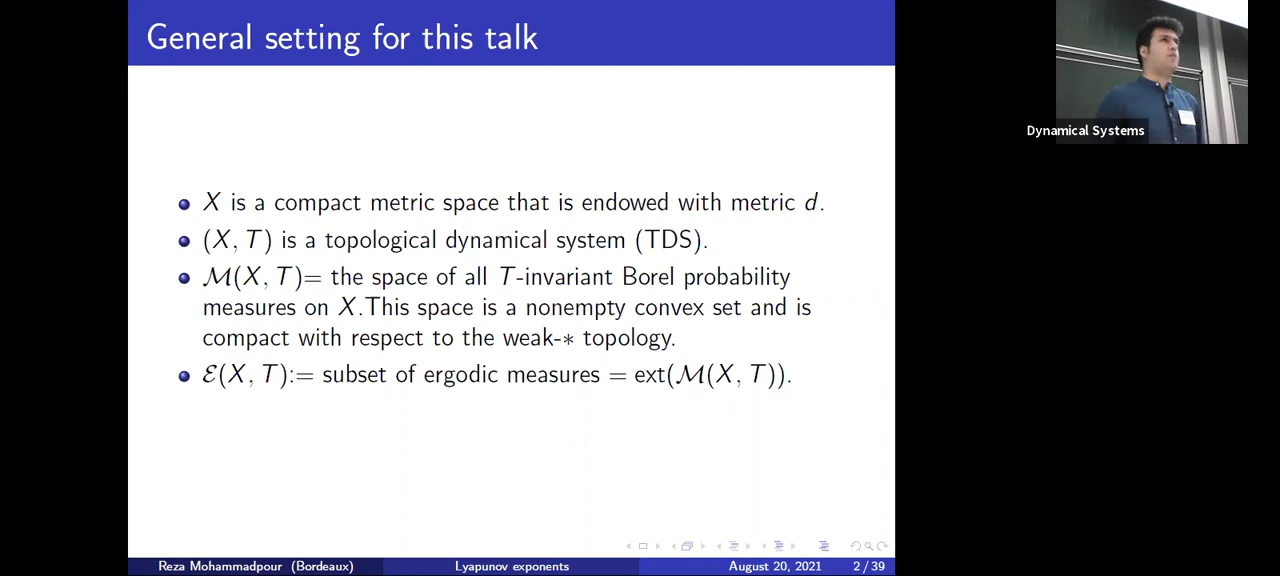 General setting for this talk
X is a compact metric space that is endowed with metric d.
(X, T) is a topological dynamical system (TDS).
ℳ(X, T)= the space of all T-invariant Borel probability
measures on X.This space is a nonempty convex set and is
compact with respect to the weak-∗ topology.
ℰ(X, T):= subset of ergodic measures = ext(ℳ(X, T)).
Dynamical Systems
Reza Mohammadpour (Bordeaux)
Lyapunov exponents
August 20, 2021
2 / 39